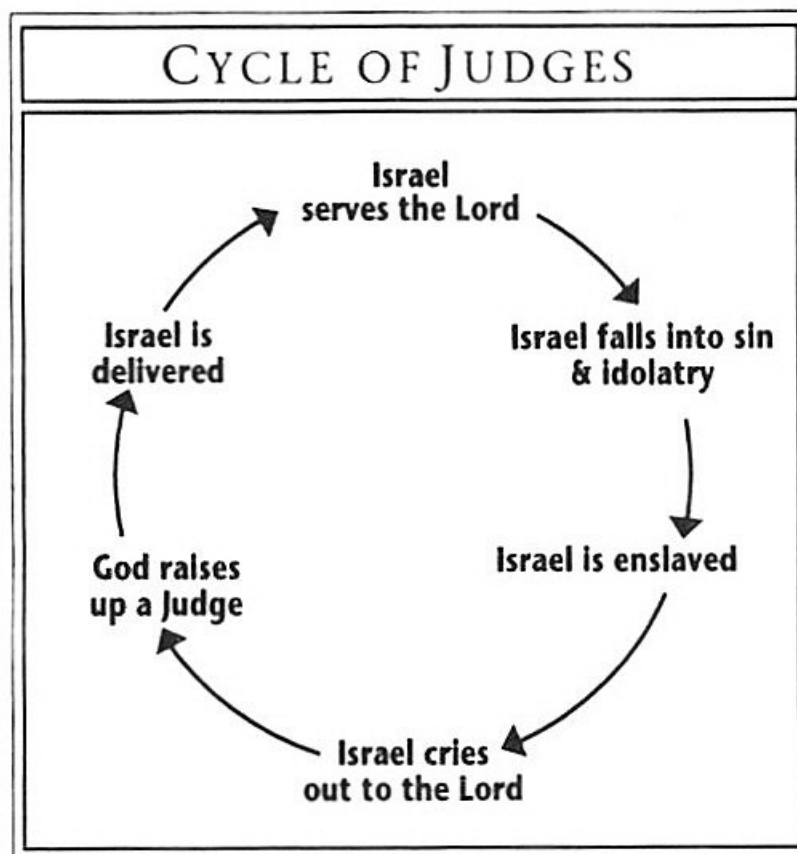 CYCLE OF JUDGES
Israel
serves the Lord
Israel falls into sin
& idolatry
Israel is enslaved
Israel cries
out to the Lord
God raises
up a Judge
Israel is
delivered